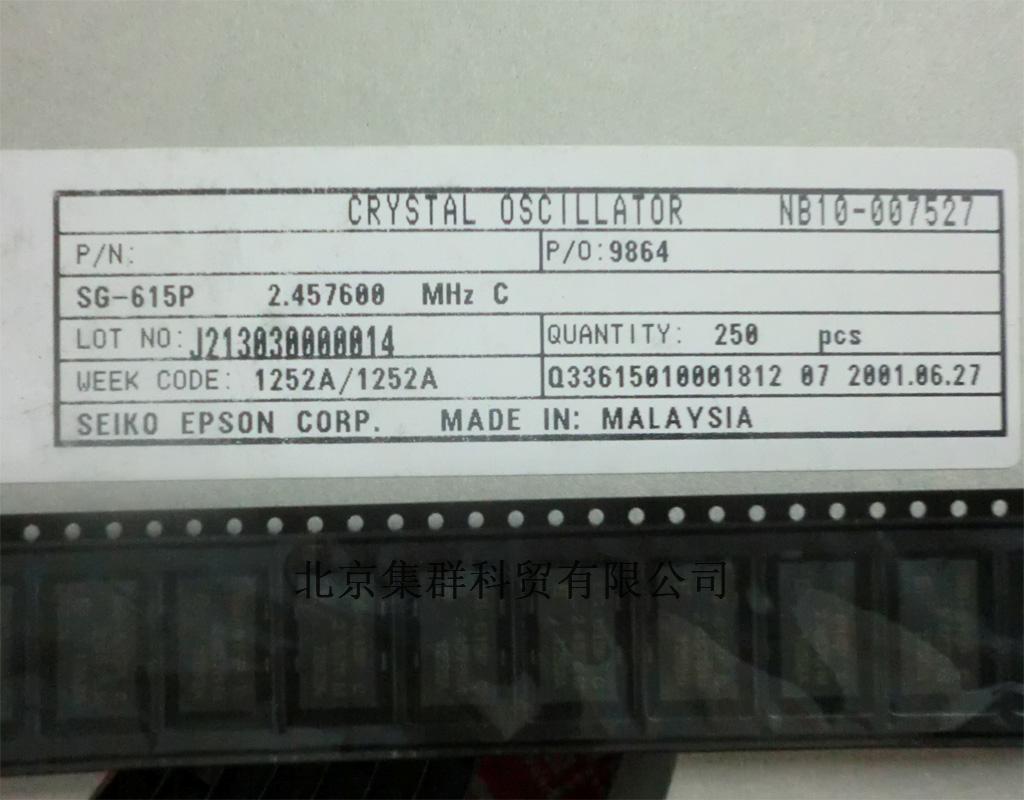 CRYSTAL OSCILLATOR NB10-007527
P/N: P/O:9864
SG-615P 2.457600 MHz C
LOT NO: J213030000014 QUANTITY: 250 pcs
WEEK CODE: 1252A/1252A Q33615010001812 07 2001.06.27
SEIKO EPSON CORP. MADE IN: MALAYSIA
北京集群科贸有限公司